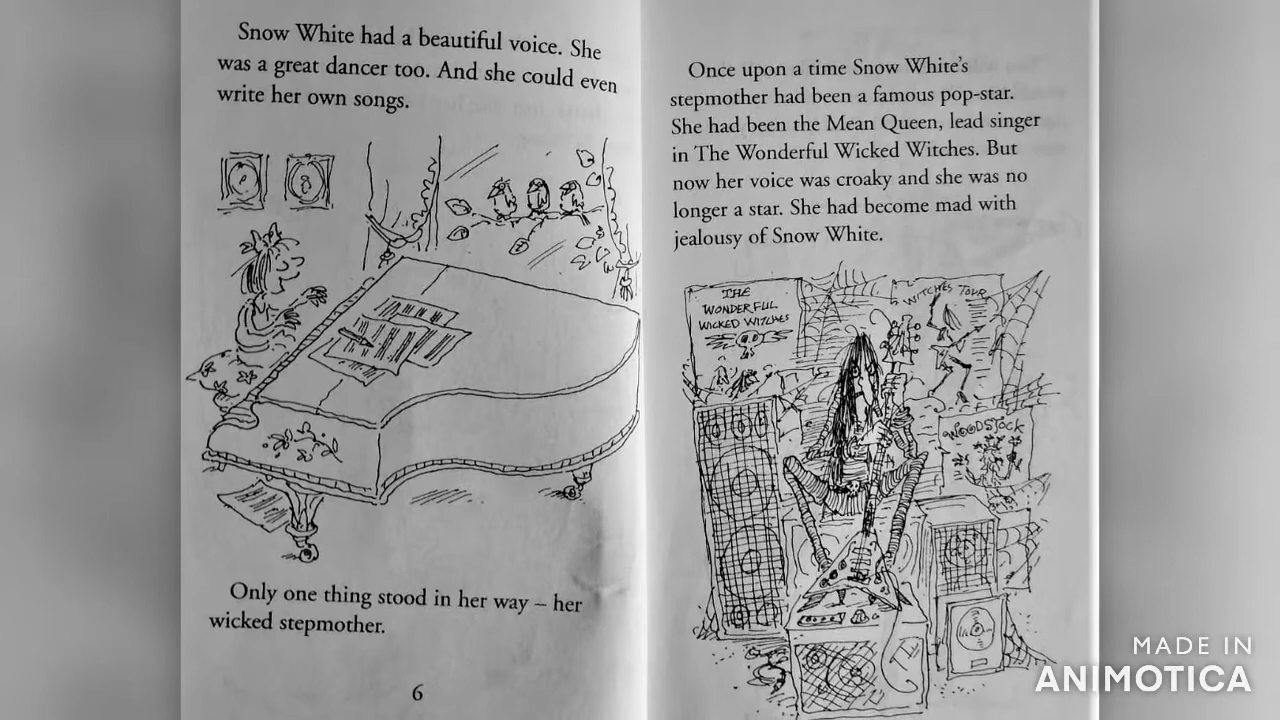 Snow White had a beautiful voice. She
was a great dancer too. And she could even
write her own songs.
Only one thing stood in her way – her
wicked stepmother.
6
Once upon a time Snow White's
stepmother had been a famous pop-star.
She had been the Mean Queen, lead singer
in The Wonderful Wicked Witches. But
now her voice was croaky and she was no
longer a star. She had become mad with
jealousy of Snow White.
THE
WONDERFUL
WICKED WITCHES
WITCHES TOUR
WOODSTOCK
MADE IN
ANIMOTICA